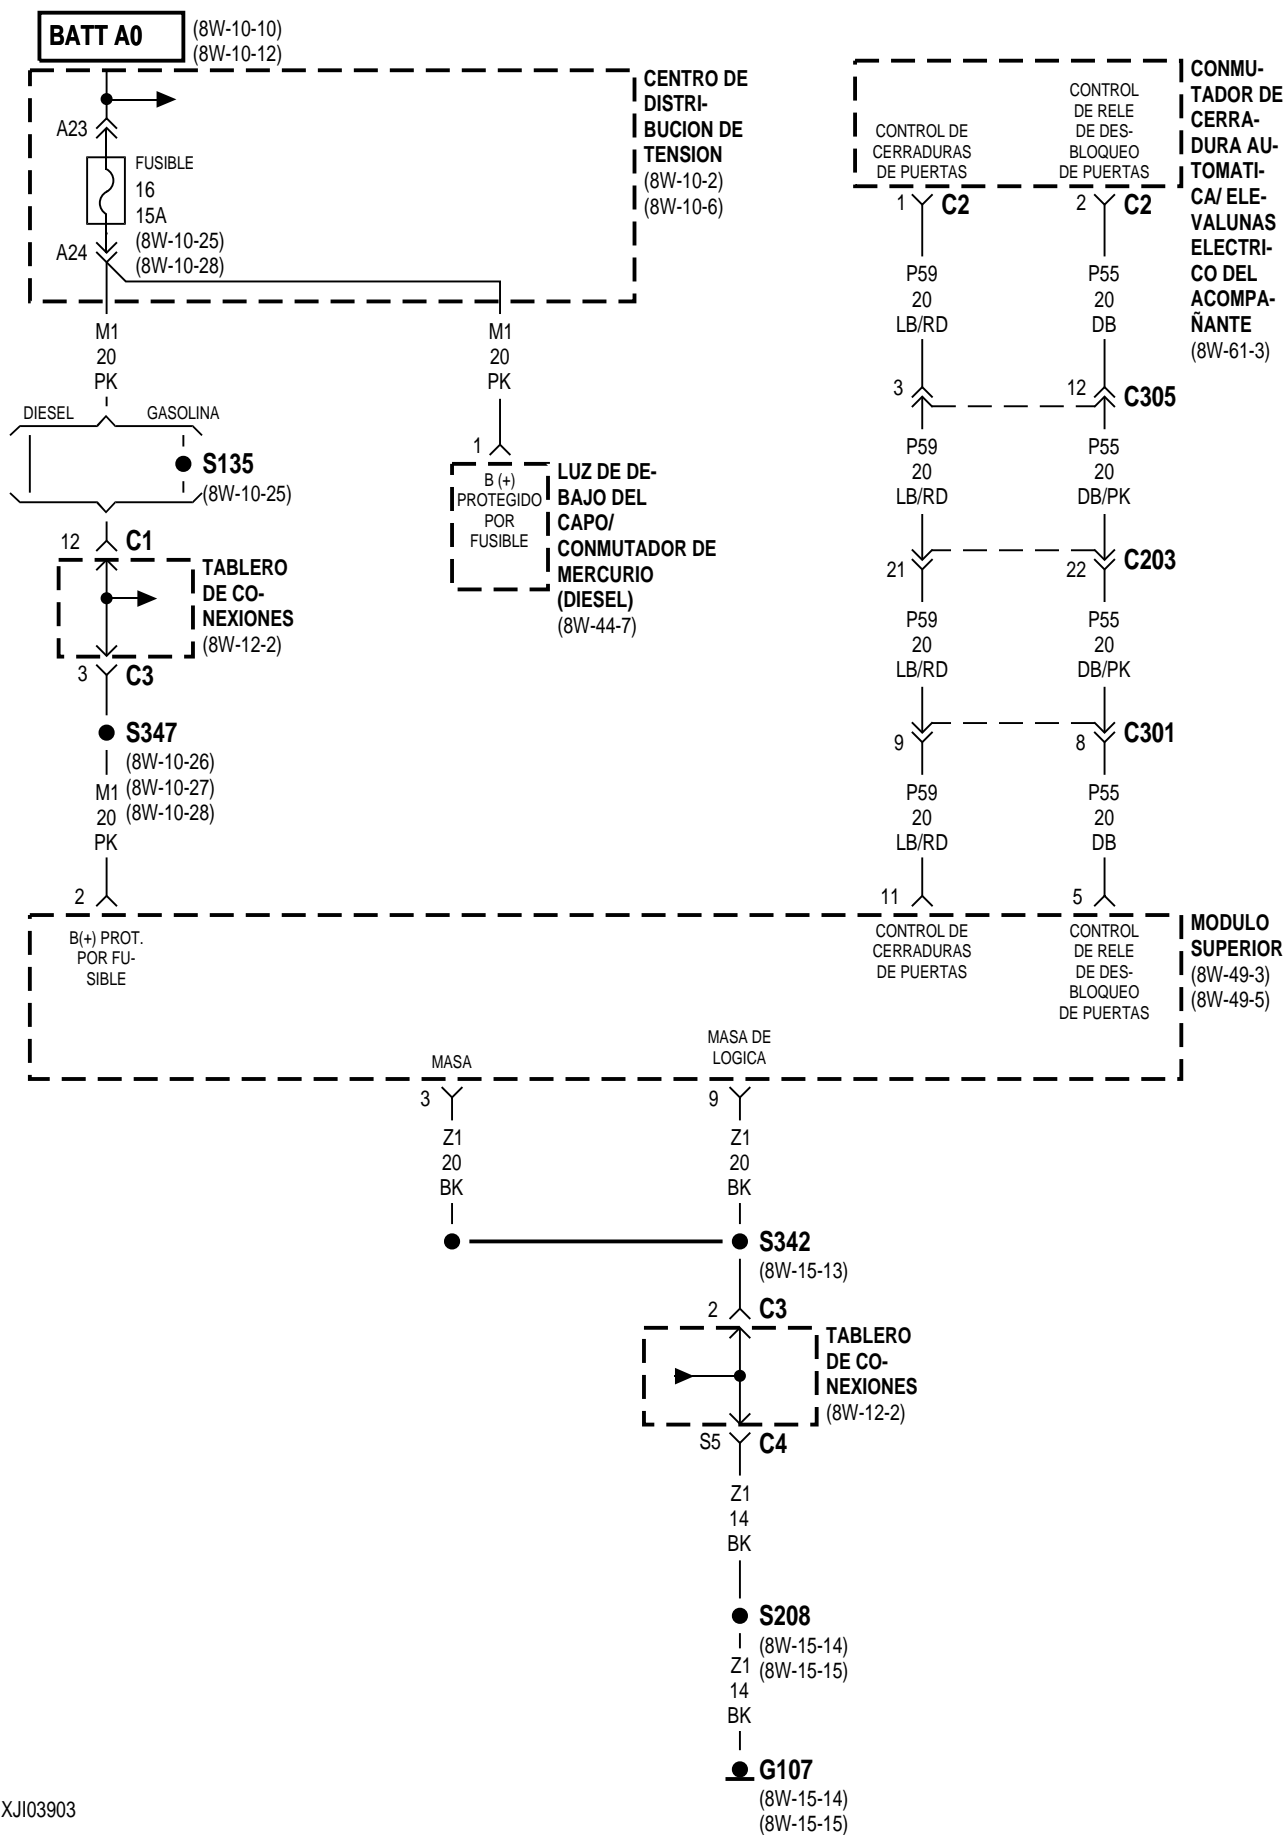 BATT A0
(8W-10-10)
(8W-10-12)
CENTRO DE
DISTRI-
BUCION DE
TENSION
(8W-10-2)
(8W-10-6)
A23
FUSIBLE
16
15A
(8W-10-25)
(8W-10-28)
A24
M1
20
PK
M1
20
PK
DIESEL
GASOLINA
S135
(8W-10-25)
12
C1
TABLERO
DE CO-
NEXIONES
(8W-12-2)
3
C3
S347
(8W-10-26)
(8W-10-27)
(8W-10-28)
M1
20
PK
2
1
B (+)
PROTEGIDO
POR
FUSIBLE
LUZ DE DE-
BAJO DEL
CAPO/
CONMUTADOR DE
MERCURIO
(DIESEL)
(8W-44-7)
CONTROL DE
CERRADURAS
DE PUERTAS
CONTROL
DE RELE
DE DES-
BLOQUEO
DE PUERTAS
CONMU-
TADOR DE
CERRA-
DURA AU-
TOMATI-
CA/ ELE-
VALUNAS
ELECTRI-
CO DEL
ACOMPA-
ÑANTE
(8W-61-3)
1
C2
2
C2
P59
20
LB/RD
P55
20
DB
3
12
C305
P59
20
LB/RD
P55
20
DB/PK
21
22
C203
P59
20
LB/RD
P55
20
DB/PK
9
8
C301
P59
20
LB/RD
P55
20
DB
11
5
B(+) PROT.
POR FU-
SIBLE
CONTROL DE
CERRADURAS
DE PUERTAS
CONTROL
DE RELE
DE DES-
BLOQUEO
DE PUERTAS
MODULO
SUPERIOR
(8W-49-3)
(8W-49-5)
MASA
MASA DE
LOGICA
3
9
Z1
20
BK
Z1
20
BK
S342
(8W-15-13)
2
C3
TABLERO
DE CO-
NEXIONES
(8W-12-2)
S5
C4
Z1
14
BK
S208
(8W-15-14)
(8W-15-15)
Z1
14
BK
G107
(8W-15-14)
(8W-15-15)
XJI03903